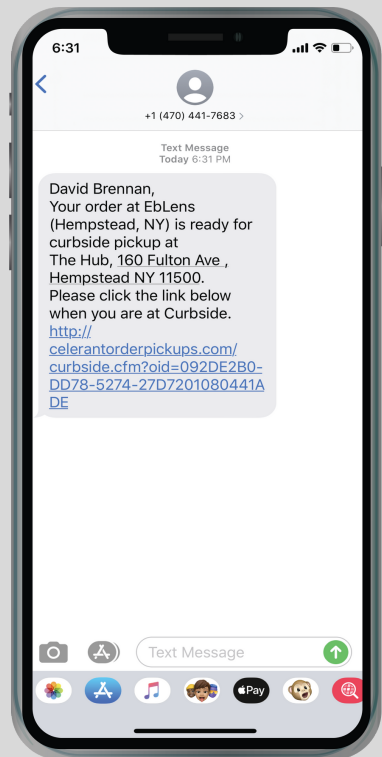 6:31
+1 (470) 441-7683 >
Text Message
Today 6:31 PM
David Brennan,
Your order at EbLens
(Hempstead, NY) is ready for
curbside pickup at
The Hub, 160 Fulton Ave ,
Hempstead NY 11500.
Please click the link below
when you are at Curbside.
http://
celerantorderpickups.com/
curbside.cfm?oid=092DE2B0-
DD78-5274-27D7201080441A
DE
Text Message
Pay